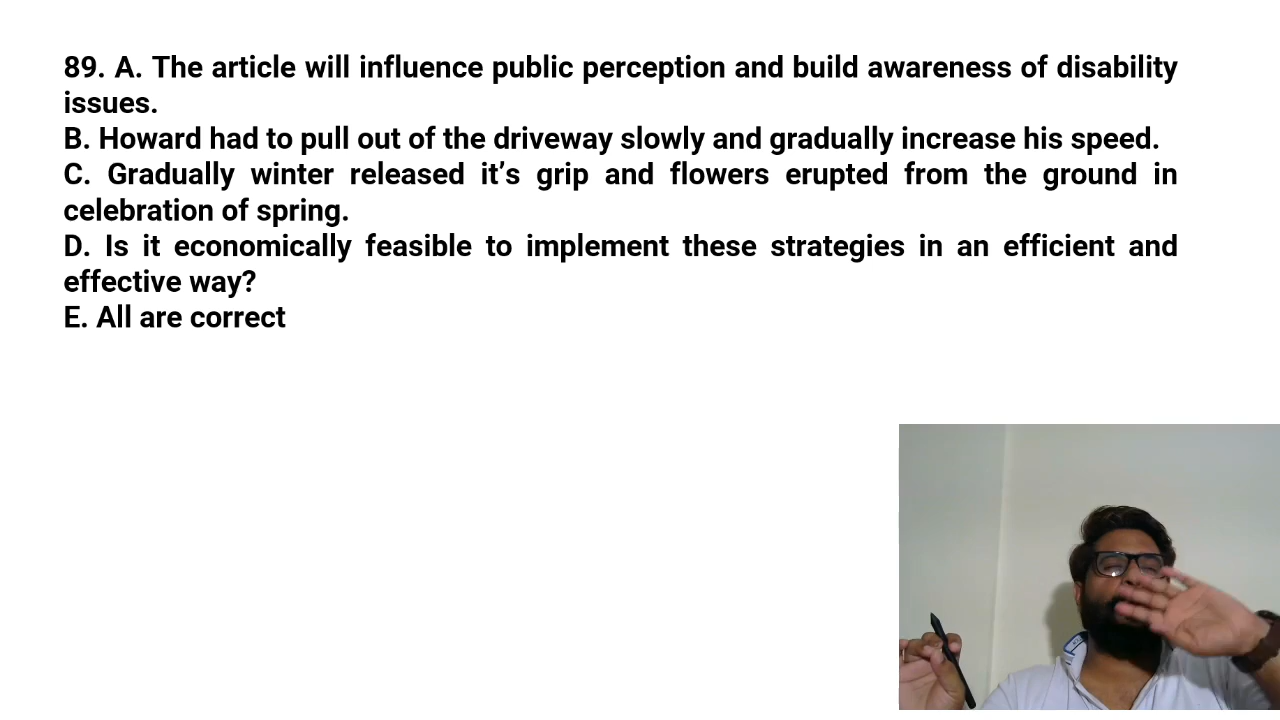 89. A. The article will influence public perception and build awareness of disability
issues.
B. Howard had to pull out of the driveway slowly and gradually increase his speed.
C. Gradually winter released it’s grip and flowers erupted from the ground in
celebration of spring.
D. Is it economically feasible to implement these strategies in an efficient and
effective way?
E. All are correct